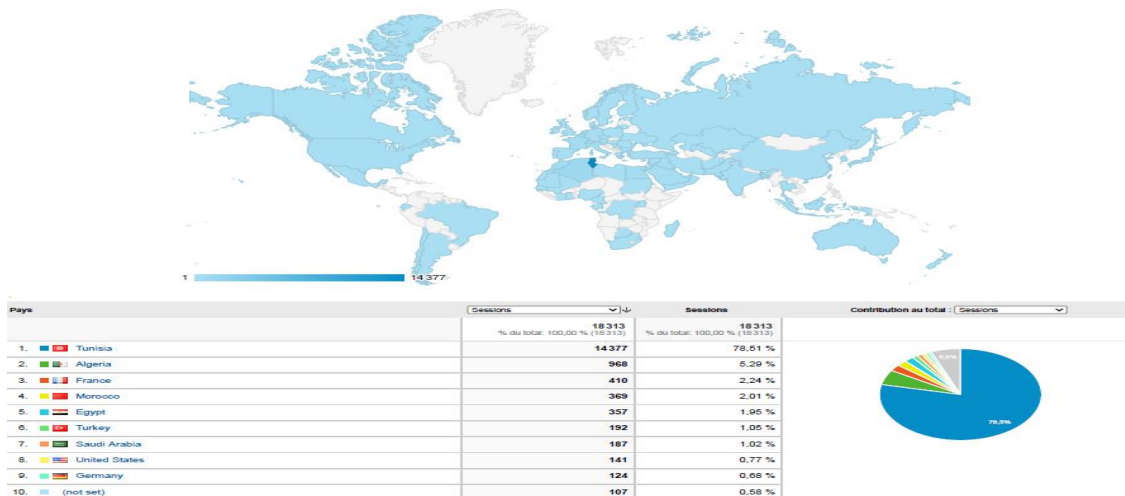 1 14 377
Pays Sessions Sessions Contribution au total : Sessions
18 313 18 313
% du total: 100,00 % (18 313) % du total: 100,00 % (18 313)
1. Tunisia 14 377 78,51 %
2. Algeria 968 5,29 %
3. France 410 2,24 %
4. Morocco 369 2,01 %
5. Egypt 357 1,95 %
6. Turkey 192 1,05 %
7. Saudi Arabia 187 1,02 %
8. United States 141 0,77 %
9. Germany 124 0,68 %
10. (not set) 107 0,58 %
78,5%